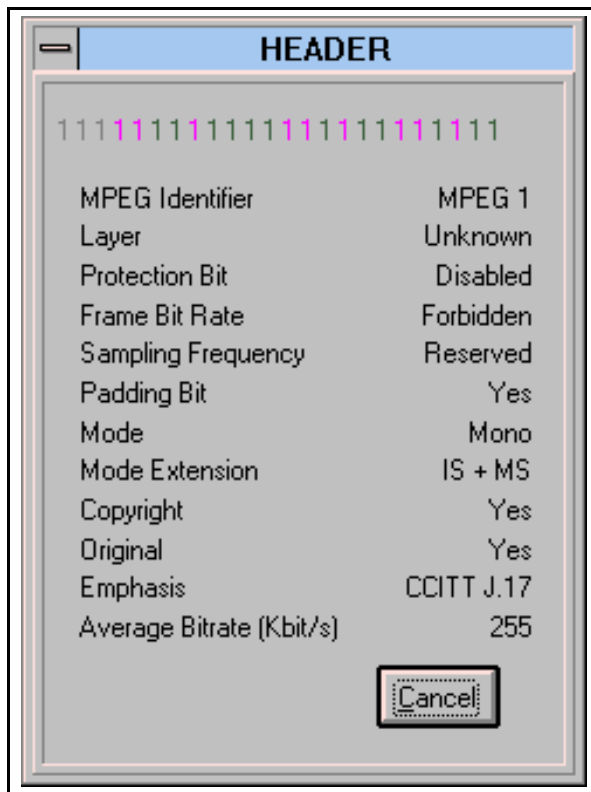 HEADER
111111111111111111111111
MPEG Identifier MPEG 1
Layer Unknown
Protection Bit Disabled
Frame Bit Rate Forbidden
Sampling Frequency Reserved
Padding Bit Yes
Mode Mono
Mode Extension IS + MS
Copyright Yes
Original Yes
Emphasis CCITT J.17
Average Bitrate (Kbit/s) 255
Cancel